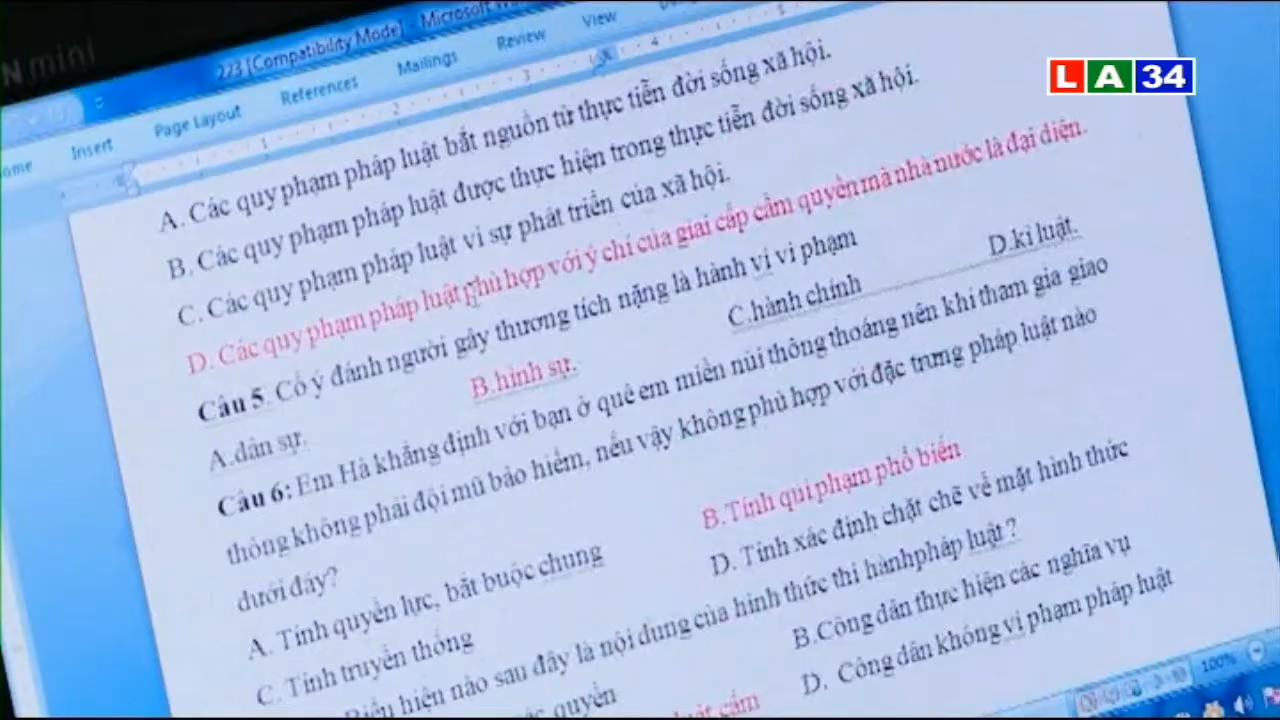 N mini
223 [Compatibility Mode] - Microsoft
Insert Page Layout References Mailings Review View
LA34
A. Các quy phạm pháp luật bắt nguồn từ thực tiễn đời sống xã hội.
B. Các quy phạm pháp luật được thực hiện trong thực tiễn đời sống xã hội.
C. Các quy phạm pháp luật vì sự phát triển của xã hội.
D. Các quy phạm pháp luật phù hợp với ý chí của giai cấp cầm quyền mà nhà nước là đại diện.
Câu 5. Cố ý đánh người gây thương tích nặng là hành vi vi phạm
A.dân sự. B.hình sự. C.hành chính D.kỉ luật.
Câu 6: Em Hà khẳng định với bạn ở quê em miền núi thông thoáng nên khi tham gia giao
thông không phải đội mũ bảo hiểm, nếu vậy không phù hợp với đặc trưng pháp luật nào
dưới đây?
A. Tính quyền lực, bắt buộc chung B.Tính qui phạm phổ biến
C. Tính truyền thống D. Tính xác định chặt chẽ về mặt hình thức
Biểu hiện nào sau đây là nội dung của hình thức thi hànhpháp luật ?
quyền B.Công dân thực hiện các nghĩa vụ
cấm D. Công dân không vi phạm pháp luật
100%